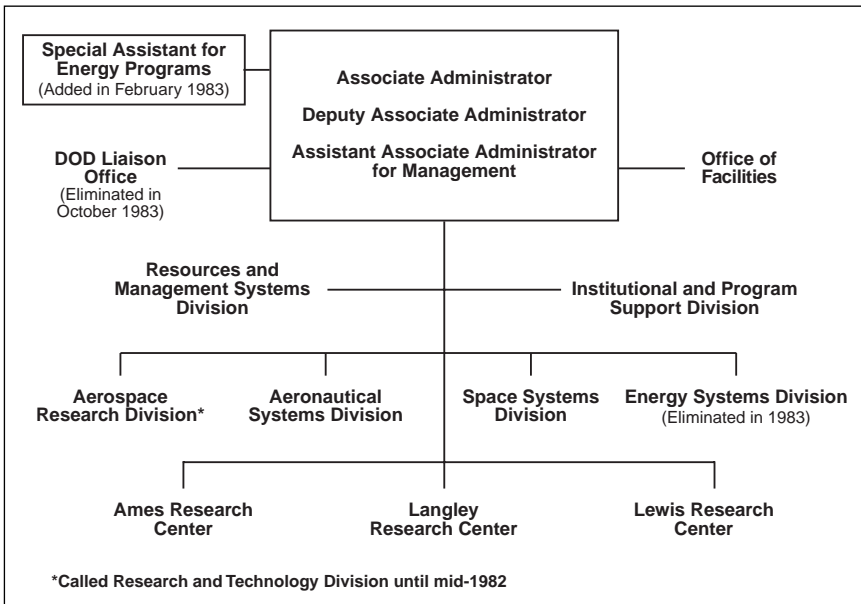 Special Assistant for
Energy Programs
(Added in February 1983)
Associate Administrator
Deputy Associate Administrator
Assistant Associate Administrator
for Management
DOD Liaison
Office
(Eliminated in
October 1983)
Office of
Facilities
Resources and
Management Systems
Division
Institutional and Program
Support Division
Aerospace
Research Division*
Aeronautical
Systems Division
Space Systems
Division
Energy Systems Division
(Eliminated in 1983)
Ames Research
Center
Langley
Research Center
Lewis Research
Center
*Called Research and Technology Division until mid-1982